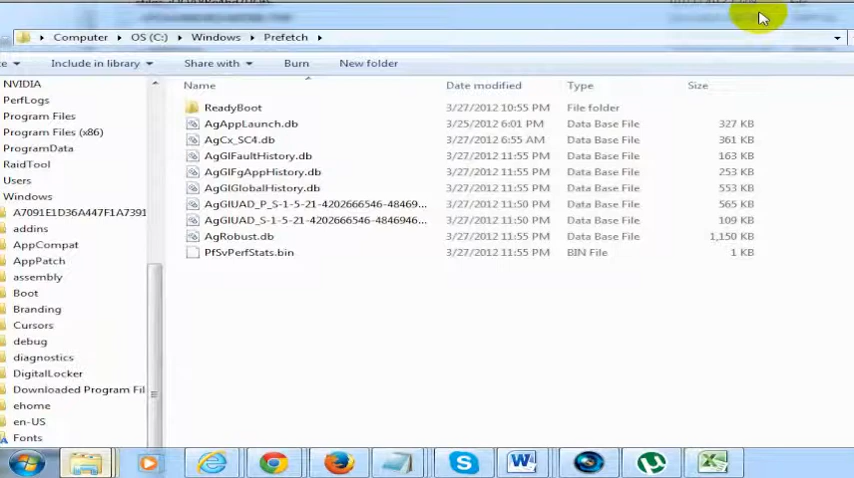 Computer ▸ OS (C:) ▸ Windows ▸ Prefetch ▸
Include in library Share with Burn New folder
Name Date modified Type Size
NVIDIA
PerfLogs
Program Files
Program Files (x86)
ProgramData
RaidTool
Users
Windows
A7091E1D36A447F1A7391
addins
AppCompat
AppPatch
assembly
Boot
Branding
Cursors
debug
diagnostics
DigitalLocker
Downloaded Program Fil
ehome
en-US
Fonts
ReadyBoot 3/27/2012 10:55 PM File folder
AgAppLaunch.db 3/25/2012 6:01 PM Data Base File 327 KB
AgCx_SC4.db 3/27/2012 6:55 AM Data Base File 361 KB
AgGlFaultHistory.db 3/27/2012 11:55 PM Data Base File 163 KB
AgGlFgAppHistory.db 3/27/2012 11:55 PM Data Base File 253 KB
AgGlGlobalHistory.db 3/27/2012 11:55 PM Data Base File 553 KB
AgGlUAD_P_S-1-5-21-4202666546-48469... 3/27/2012 11:50 PM Data Base File 565 KB
AgGlUAD_S-1-5-21-4202666546-4846946... 3/27/2012 11:50 PM Data Base File 109 KB
AgRobust.db 3/27/2012 11:55 PM Data Base File 1,150 KB
PfSvPerfStats.bin 3/27/2012 11:55 PM BIN File 1 KB